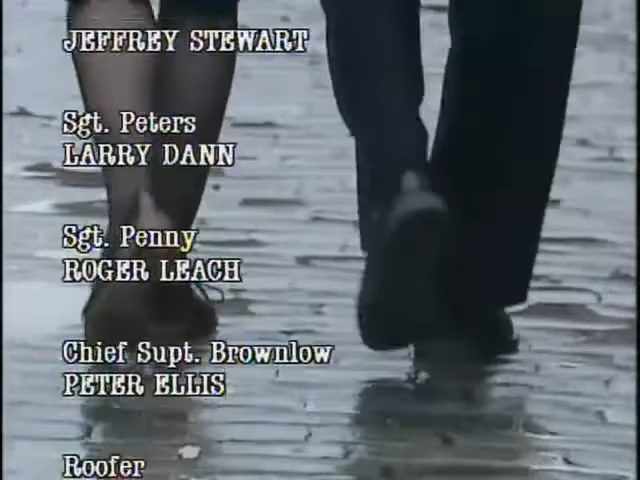 JEFFREY STEWART
Sgt. Peters
LARRY DANN
Sgt. Penny
ROGER LEACH
Chief Supt. Brownlow
PETER ELLIS
Roofer